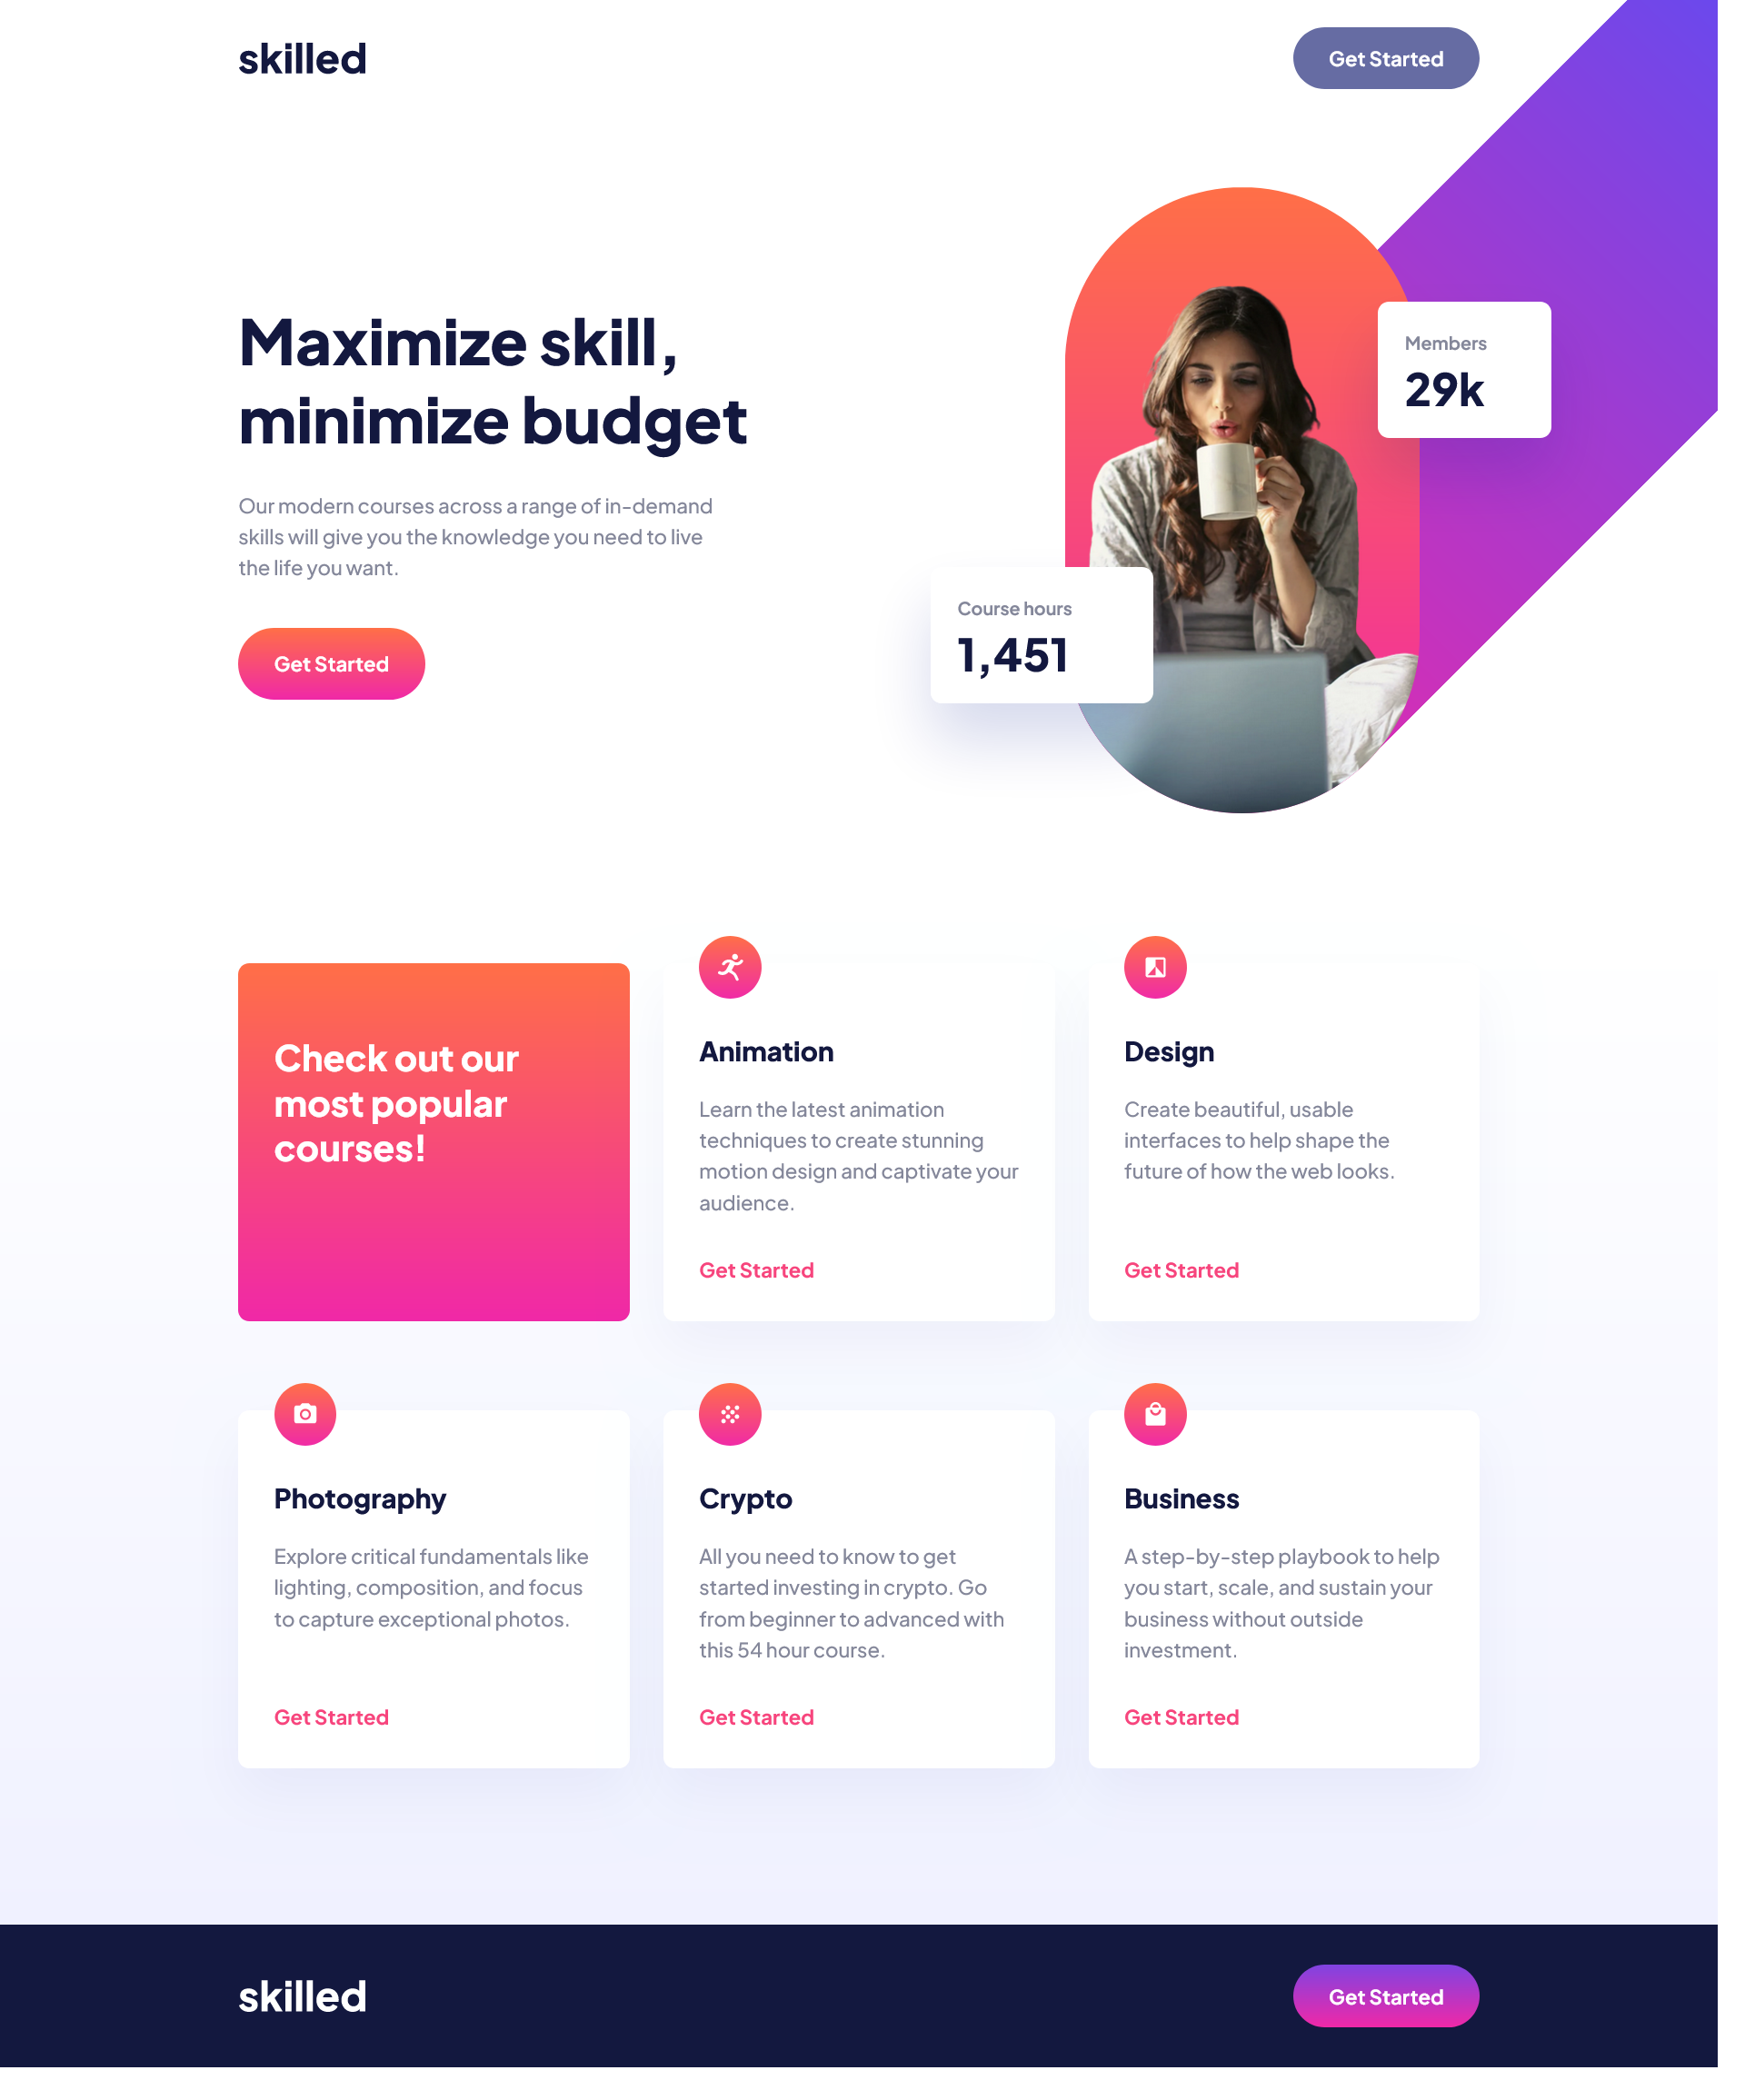 skilled
Get Started
Maximize skill,
minimize budget
Our modern courses across a range of in-demand
skills will give you the knowledge you need to live
the life you want.
Get Started
Members
29k
Course hours
1,451
Check out our
most popular
courses!
Animation
Learn the latest animation
techniques to create stunning
motion design and captivate your
audience.
Get Started
Design
Create beautiful, usable
interfaces to help shape the
future of how the web looks.
Get Started
Photography
Explore critical fundamentals like
lighting, composition, and focus
to capture exceptional photos.
Get Started
Crypto
All you need to know to get
started investing in crypto. Go
from beginner to advanced with
this 54 hour course.
Get Started
Business
A step-by-step playbook to help
you start, scale, and sustain your
business without outside
investment.
Get Started
skilled
Get Started